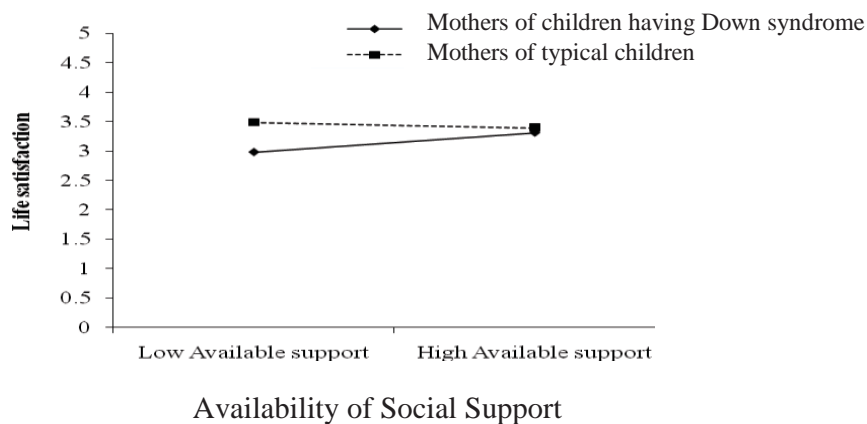 Mothers of children having Down syndrome
Mothers of typical children
5
4.5
4
3.5
3
2.5
2
1.5
1
0.5
0
Life satisfaction
Low Available support
High Available support
Availability of Social Support